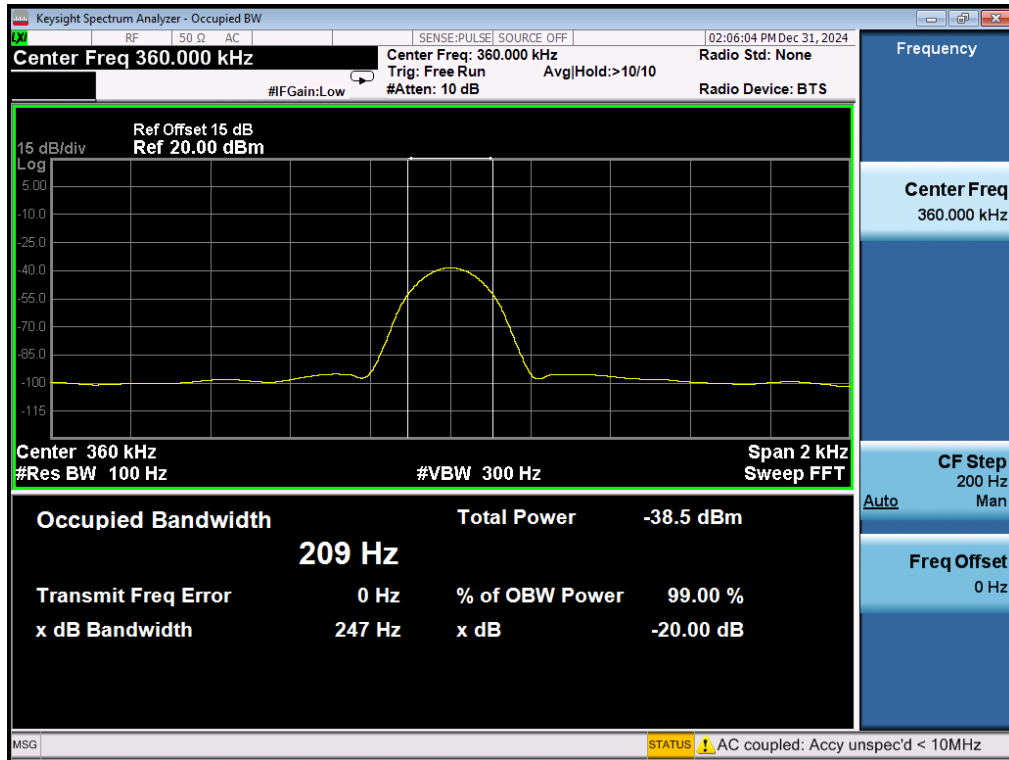 Keysight Spectrum Analyzer - Occupied BW
LXI RF 50 Ω AC SENSE:PULSE SOURCE OFF 02:06:04 PM Dec 31, 2024
Center Freq 360.000 kHz
Center Freq: 360.000 kHz
Radio Std: None
Trig: Free Run Avg|Hold:>10/10
#IFGain:Low
#Atten: 10 dB
Radio Device: BTS
Frequency
Ref Offset 15 dB
15 dB/div Ref 20.00 dBm
Log
5.00
-10.0
-25.0
-40.0
-55.0
-70.0
-85.0
-100
-115
Center 360 kHz Span 2 kHz
#Res BW 100 Hz #VBW 300 Hz Sweep FFT
Occupied Bandwidth Total Power -38.5 dBm
209 Hz
Transmit Freq Error 0 Hz % of OBW Power 99.00 %
x dB Bandwidth 247 Hz x dB -20.00 dB
Center Freq
360.000 kHz
CF Step
200 Hz
Auto Man
Freq Offset
0 Hz
MSG STATUS AC coupled: Accy unspec'd < 10MHz